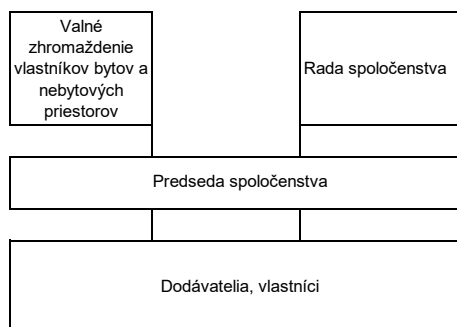 Valné
zhromaždenie
vlastníkov bytov a
nebytových
priestorov
Rada spoločenstva
Predseda spoločenstva
Dodávatelia, vlastníci